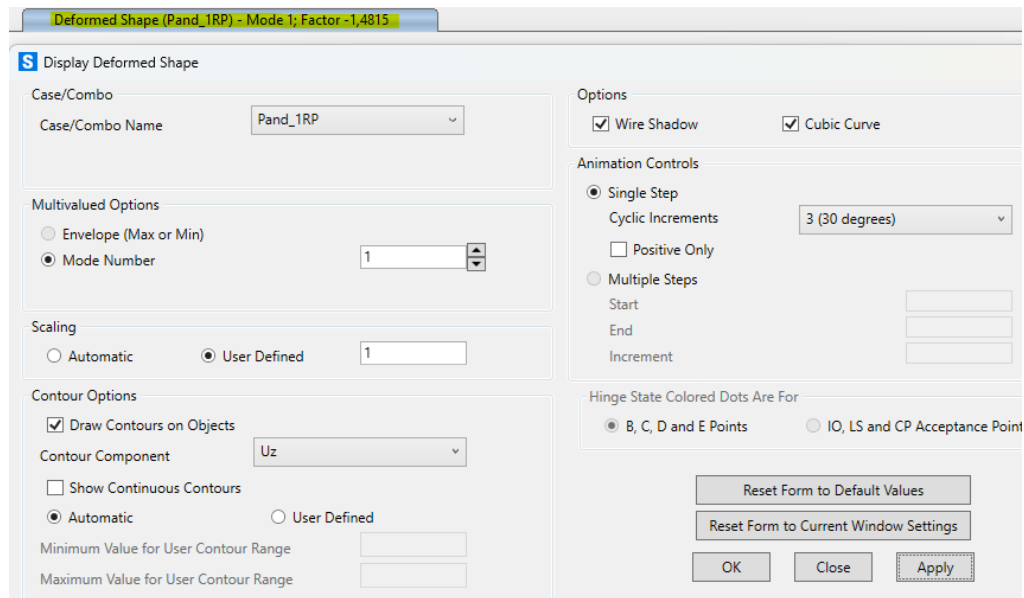 Deformed Shape (Pand_1RP) - Mode 1; Factor -1,4815
S Display Deformed Shape
Case/Combo
Case/Combo Name
Pand_1RP
Multivalued Options
Envelope (Max or Min)
Mode Number
1
Scaling
Automatic
User Defined
1
Contour Options
Draw Contours on Objects
Contour Component
Uz
Show Continuous Contours
Automatic
User Defined
Minimum Value for User Contour Range
Maximum Value for User Contour Range
Options
Wire Shadow
Cubic Curve
Animation Controls
Single Step
Cyclic Increments
3 (30 degrees)
Positive Only
Multiple Steps
Start
End
Increment
Hinge State Colored Dots Are For
B, C, D and E Points
IO, LS and CP Acceptance Point
Reset Form to Default Values
Reset Form to Current Window Settings
OK
Close
Apply